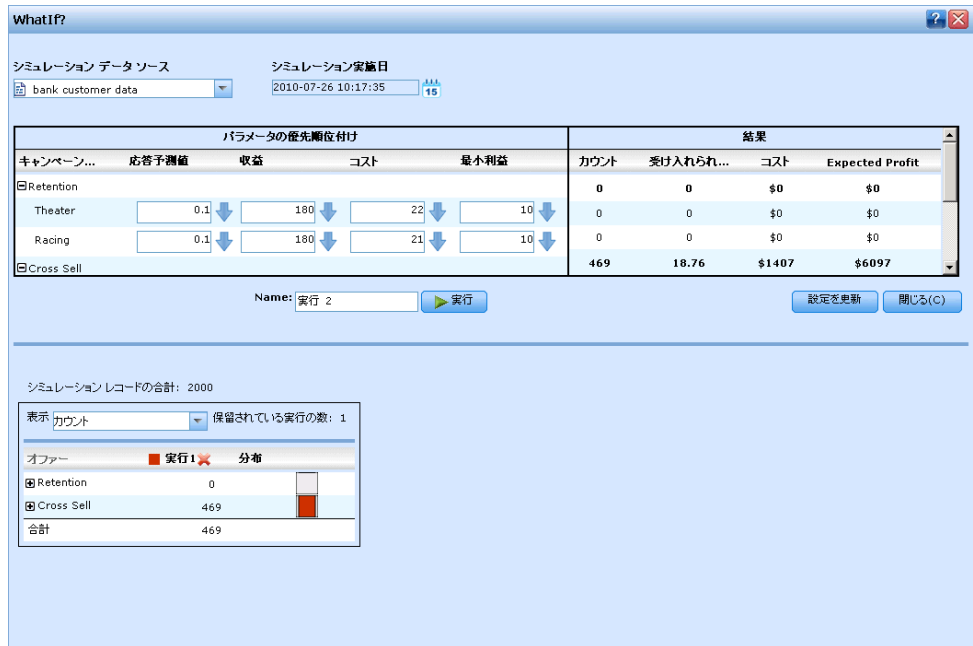 WhatIf?
シミュレーション データ ソース シミュレーション実施日
bank customer data 2010-07-26 10:17:35 15
パラメータの優先順位付け 結果
キャンペーン... 応答予測値 収益 コスト 最小利益 カウント 受け入れられ... コスト Expected Profit
Retention 0 0 $0 $0
Theater 0.1 180 22 10 0 0 $0 $0
Racing 0.1 180 21 10 0 0 $0 $0
Cross Sell 469 18.76 $1407 $6097
Name: 実行 2 実行 設定を更新 閉じる(C)
シミュレーション レコードの合計: 2000
表示 カウント 保留されている実行の数: 1
オファー 実行1 分布
Retention 0
Cross Sell 469
合計 469